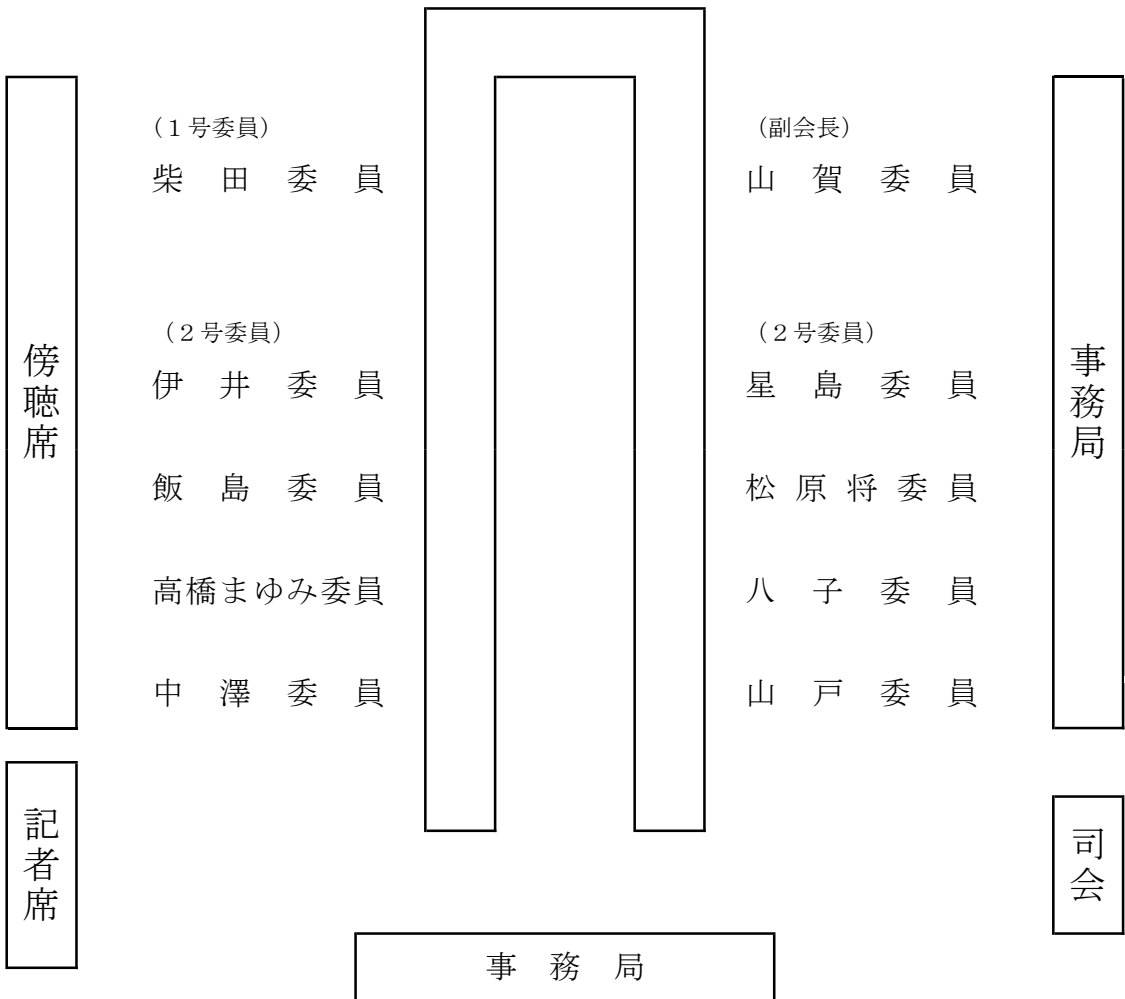 （１号委員）
柴田委員
（２号委員）
伊井委員
飯島委員
高橋まゆみ委員
中澤委員
（副会長）
山賀委員
（２号委員）
星島委員
松原将委員
八子委員
山戸委員
傍聴席
記者席
事務局
司会
事務局